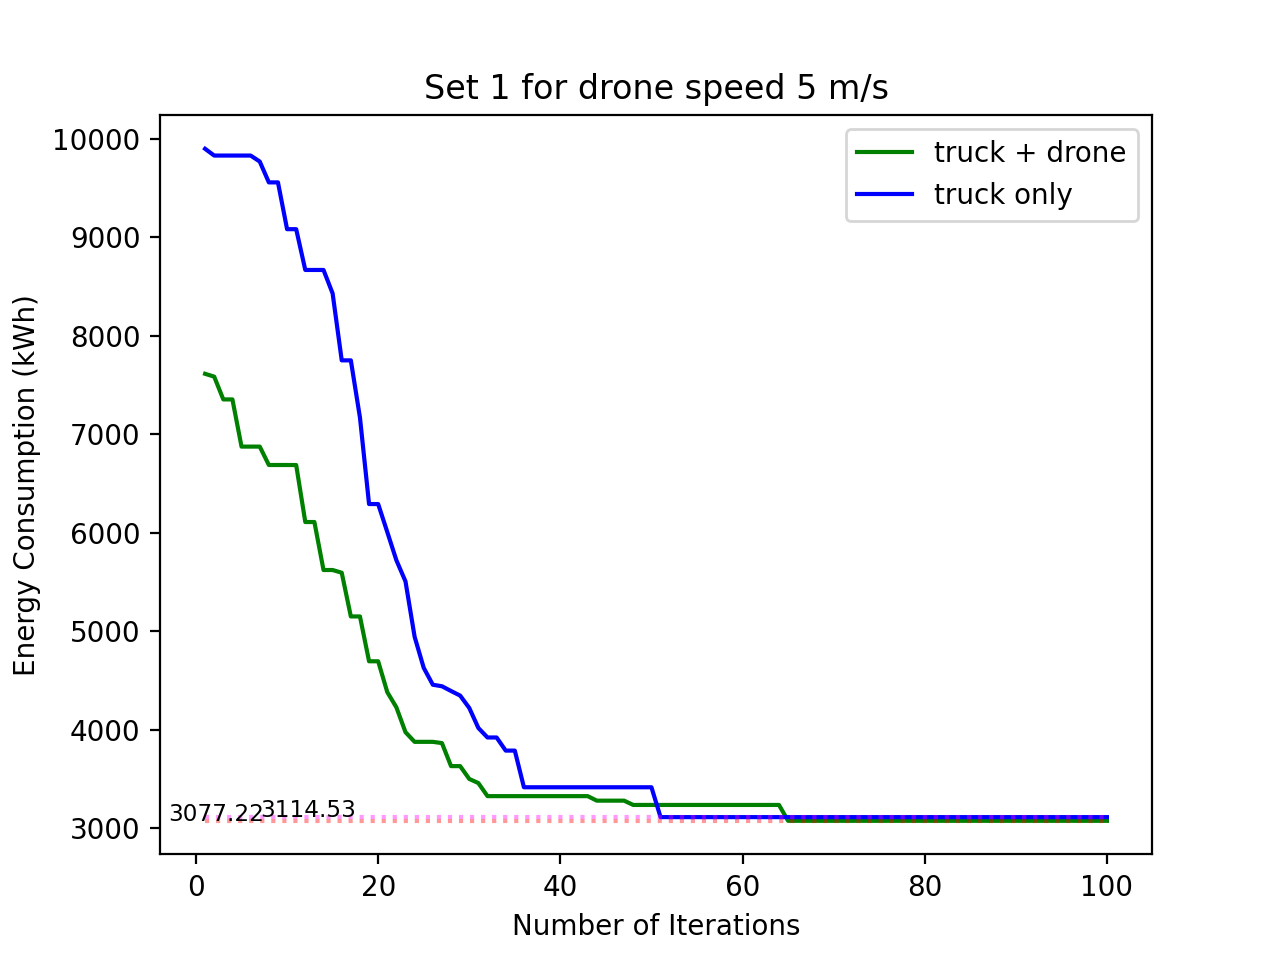 Set 1 for drone speed 5 m/s
truck + drone
truck only
Energy Consumption (kWh)
10000
9000
8000
7000
6000
5000
4000
3000
3077.22
3114.53
0 20 40 60 80 100
Number of Iterations